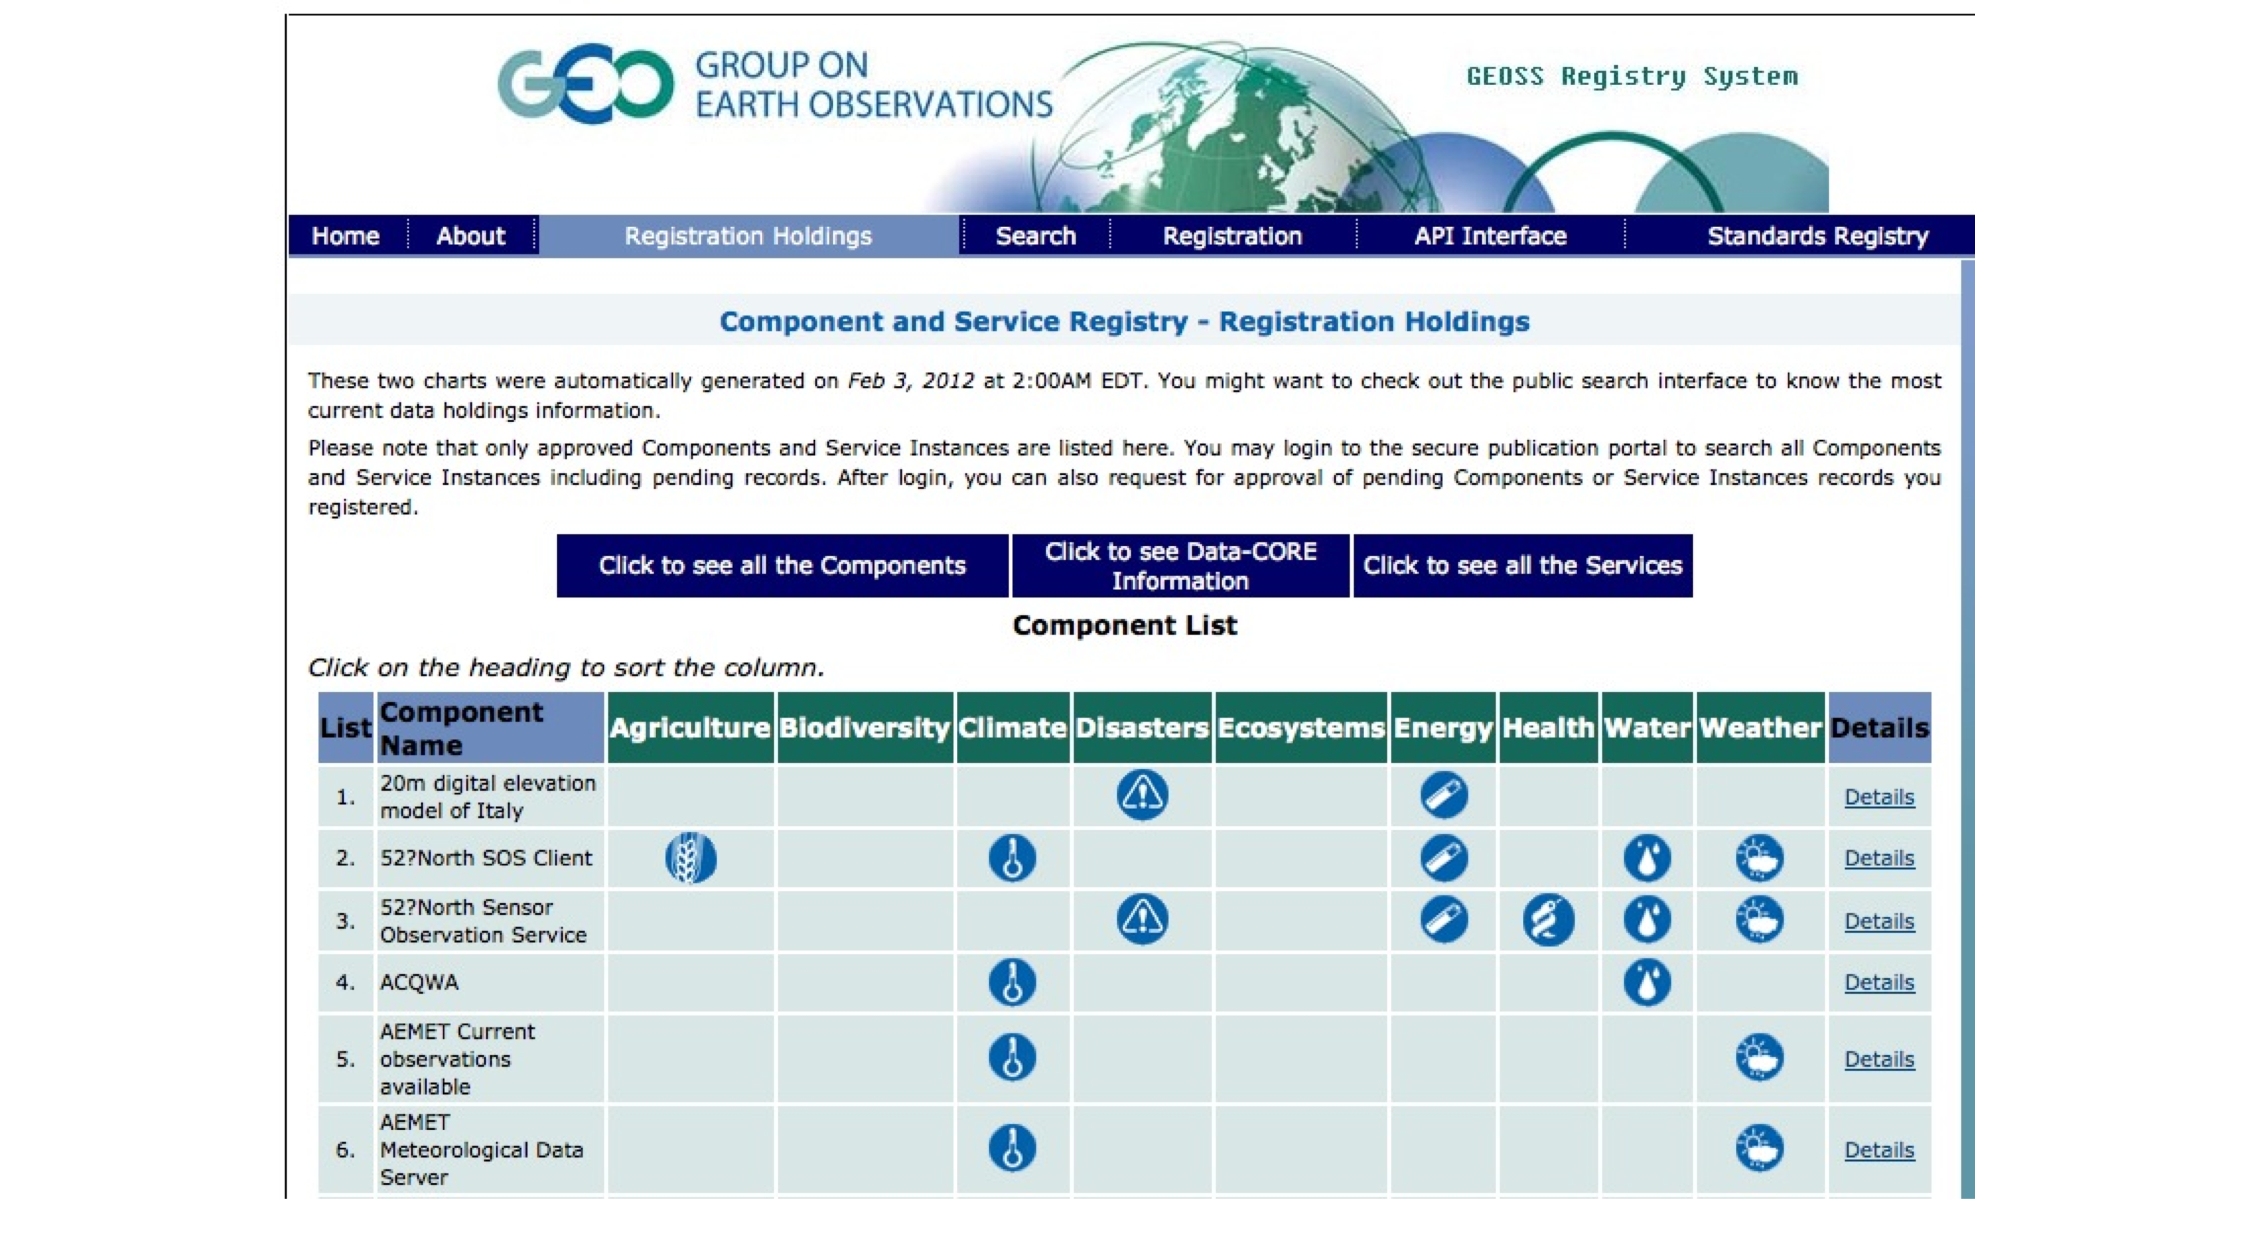 GEO GROUP ON
EARTH OBSERVATIONS
GEOSS Registry System
Home About Registration Holdings Search Registration API Interface Standards Registry
Component and Service Registry - Registration Holdings
These two charts were automatically generated on Feb 3, 2012 at 2:00AM EDT. You might want to check out the public search interface to know the most
current data holdings information.
Please note that only approved Components and Service Instances are listed here. You may login to the secure publication portal to search all Components
and Service Instances including pending records. After login, you can also request for approval of pending Components or Service Instances records you
registered.
Click to see all the Components
Click to see Data-CORE
Information
Click to see all the Services
Component List
Click on the heading to sort the column.
List
Component
Name
Agriculture Biodiversity Climate Disasters Ecosystems Energy Health Water Weather Details
1.
20m digital elevation
model of Italy
Details
2. 52?North SOS Client Details
3.
52?North Sensor
Observation Service
Details
4. ACQWA Details
5.
AEMET Current
observations
available
Details
6.
AEMET
Meteorological Data
Server
Details